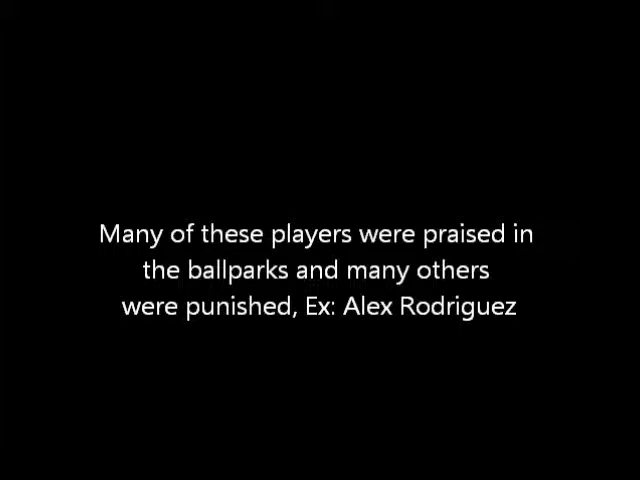 Many of these players were praised in
the ballparks and many others
were punished, Ex: Alex Rodriguez